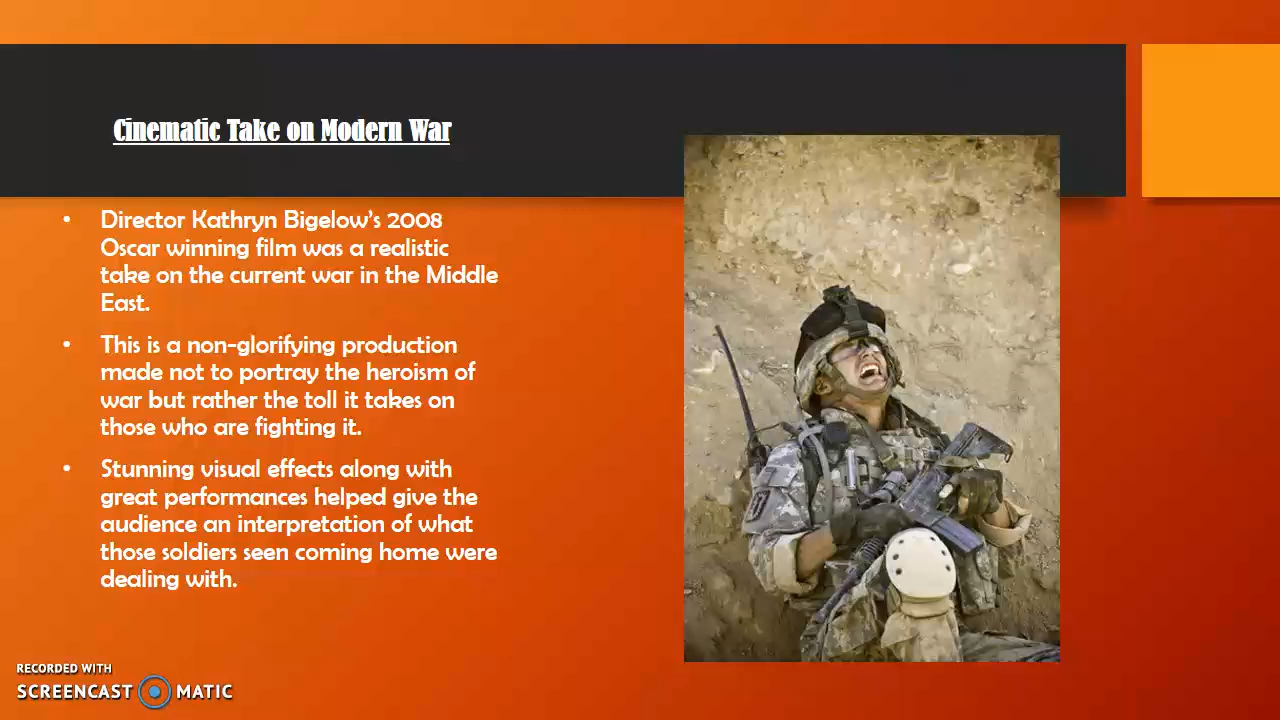 Cinematic Take on Modern War
• Director Kathryn Bigelow's 2008
Oscar winning film was a realistic
take on the current war in the Middle
East.
• This is a non-glorifying production
made not to portray the heroism of
war but rather the toll it takes on
those who are fighting it.
• Stunning visual effects along with
great performances helped give the
audience an interpretation of what
those soldiers seen coming home were
dealing with.
RECORDED WITH
SCREENCAST MATIC